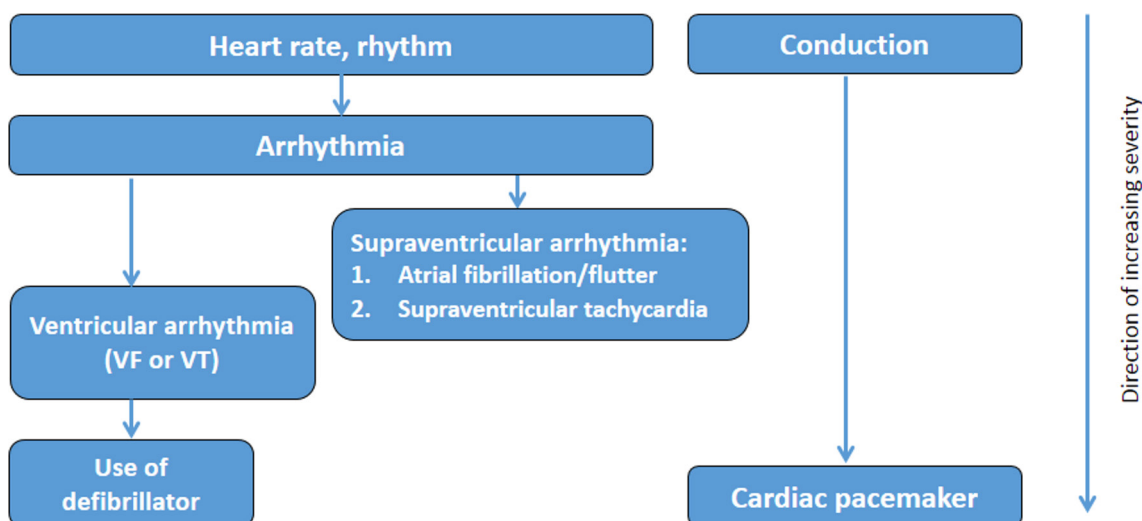 Heart rate, rhythm
Conduction
Arrhythmia
Supraventricular arrhythmia:
1. Atrial fibrillation/flutter
2. Supraventricular tachycardia
Ventricular arrhythmia
(VF or VT)
Use of
defibrillator
Cardiac pacemaker
Direction of increasing severity